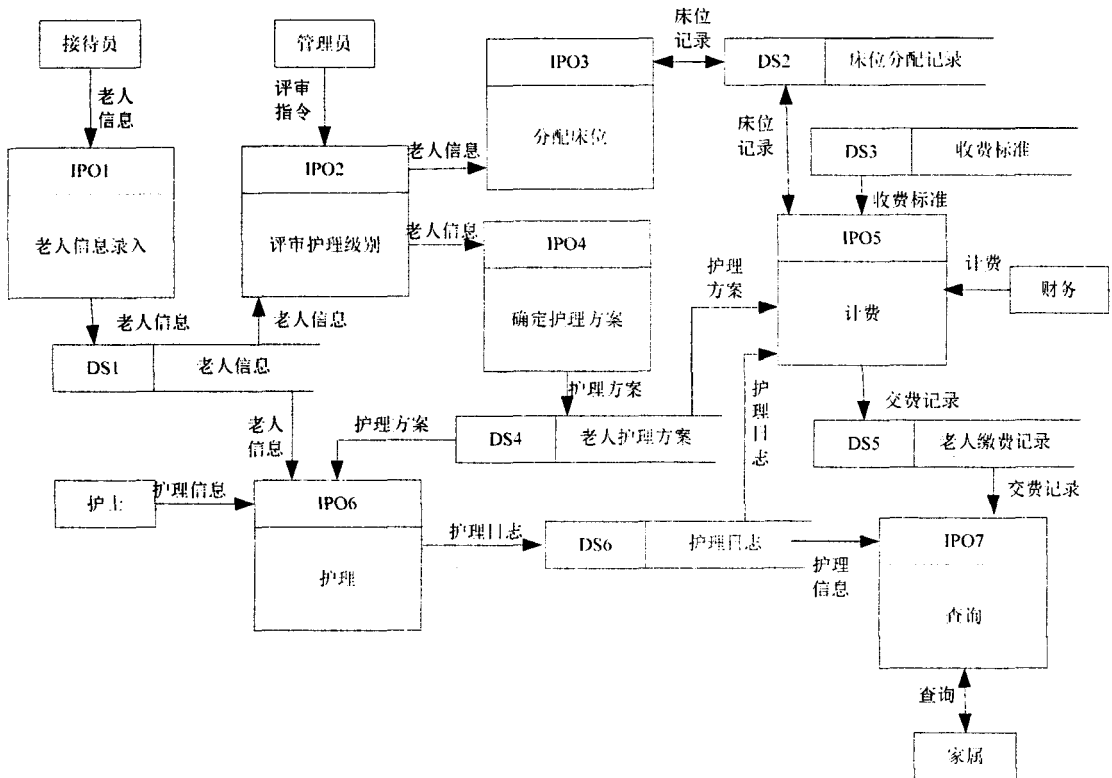 接待员
管理员
老人
信息
评审
指令
IPO1
老人信息录入
IPO2
评审护理级别
老人信息
老人信息
IPO3
分配床位
床位
记录
DS2
床位分配记录
床位
记录
DS3
收费标准
收费标准
IPO4
确定护理方案
IPO5
计费
计费
财务
老人信息
老人信息
DS1
老人信息
护理方案
护理
方案
护理方案
DS4
老人护理方案
护理日志
交费记录
DS5
老人缴费记录
交费记录
老人
信息
护士
护理信息
IPO6
护理
护理日志
DS6
护理日志
护理
信息
IPO7
查询
查询
家属